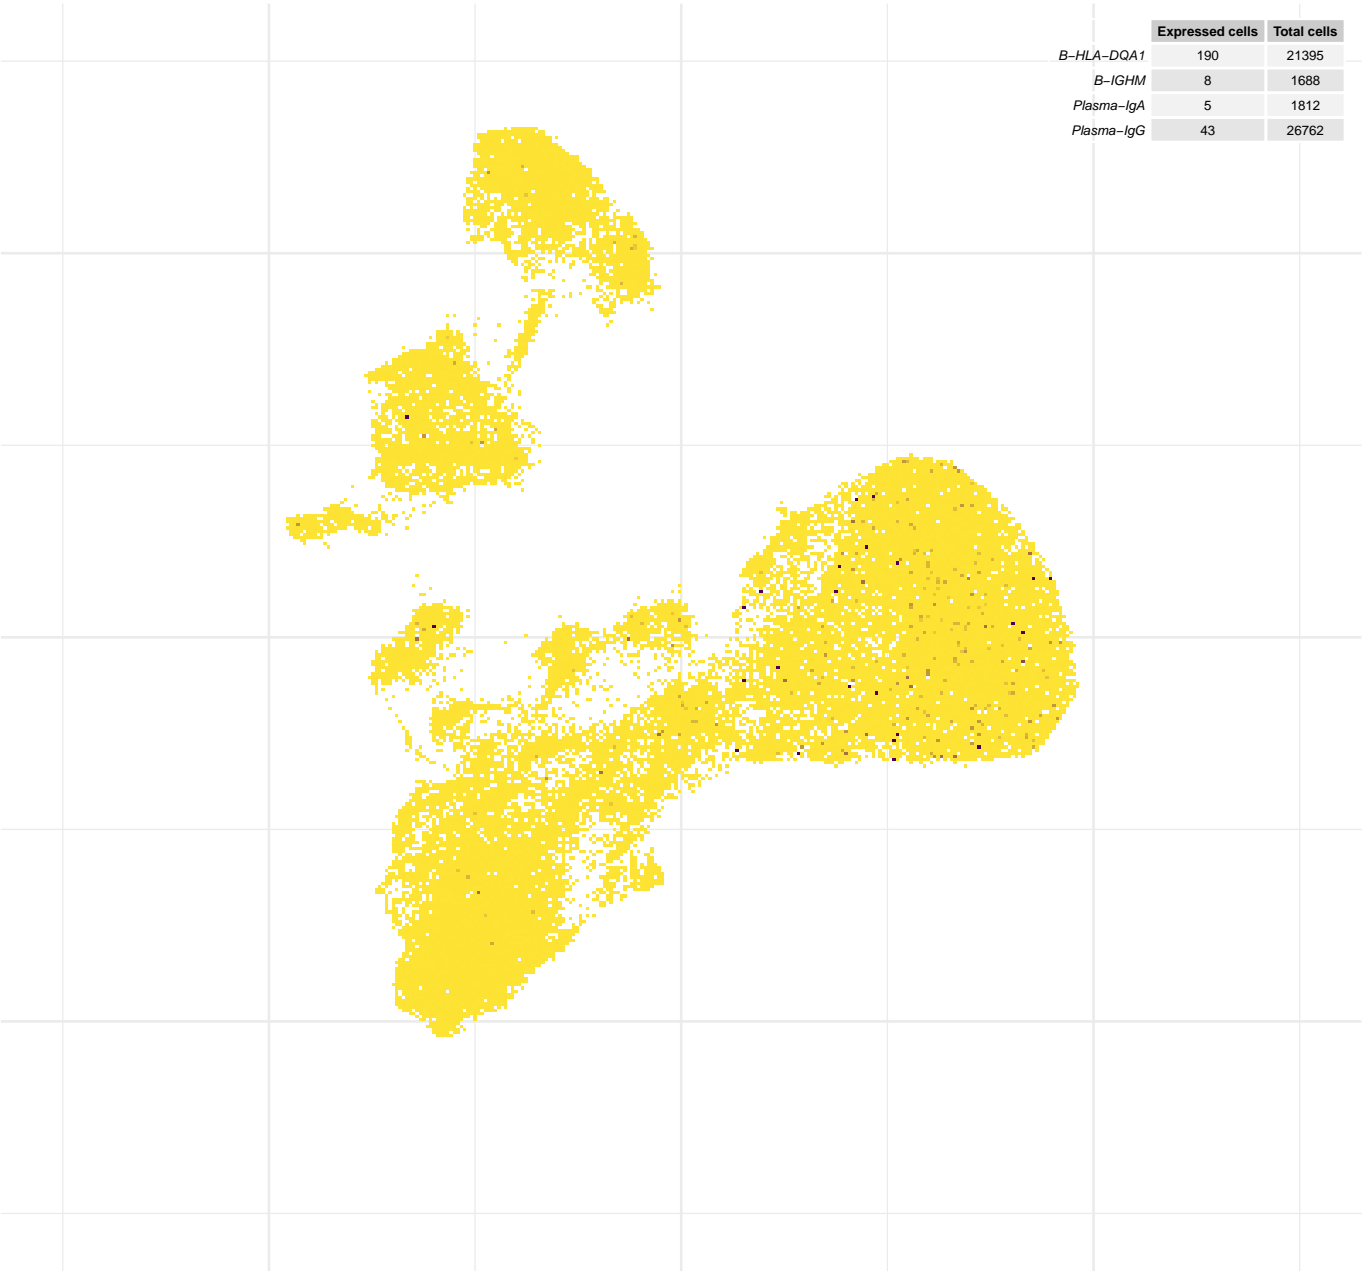 Expressed cells Total cells
B−HLA−DQA1 190 21395
B−IGHM 8 1688
Plasma−IgA 5 1812
Plasma−IgG 43 26762